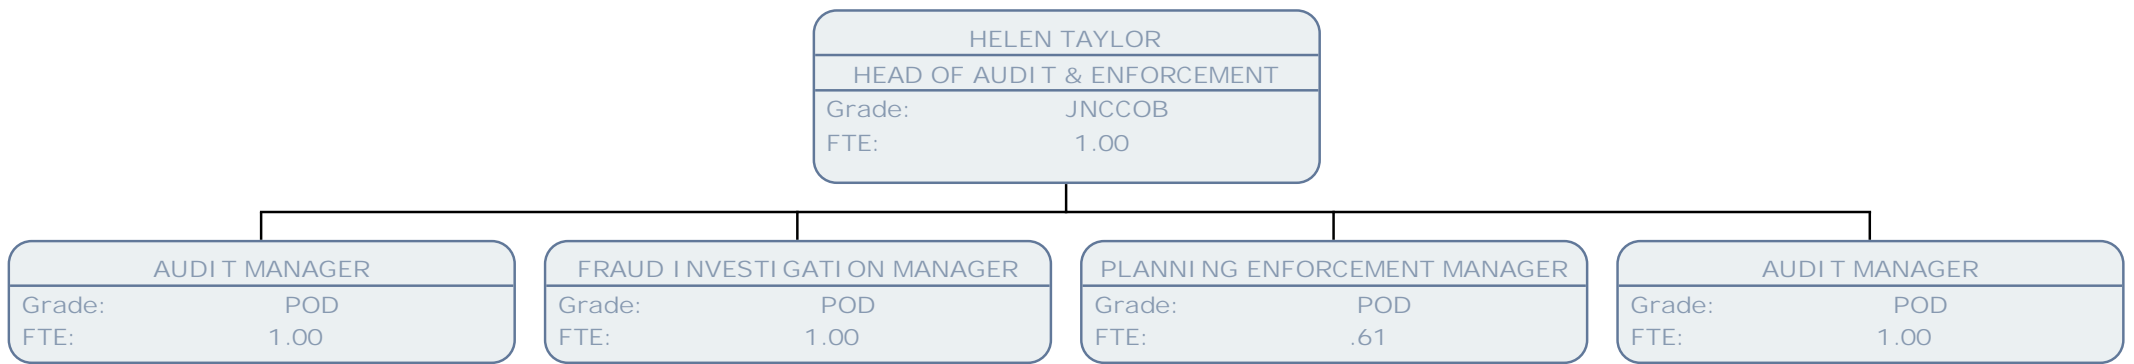 HELEN TAYLOR
HEAD OF AUDIT & ENFORCEMENT
Grade: JNCCOB
FTE: 1.00
AUDIT MANAGER
Grade: POD
FTE: 1.00
FRAUD INVESTIGATION MANAGER
Grade: POD
FTE: 1.00
PLANNING ENFORCEMENT MANAGER
Grade: POD
FTE: .61
AUDIT MANAGER
Grade: POD
FTE: 1.00